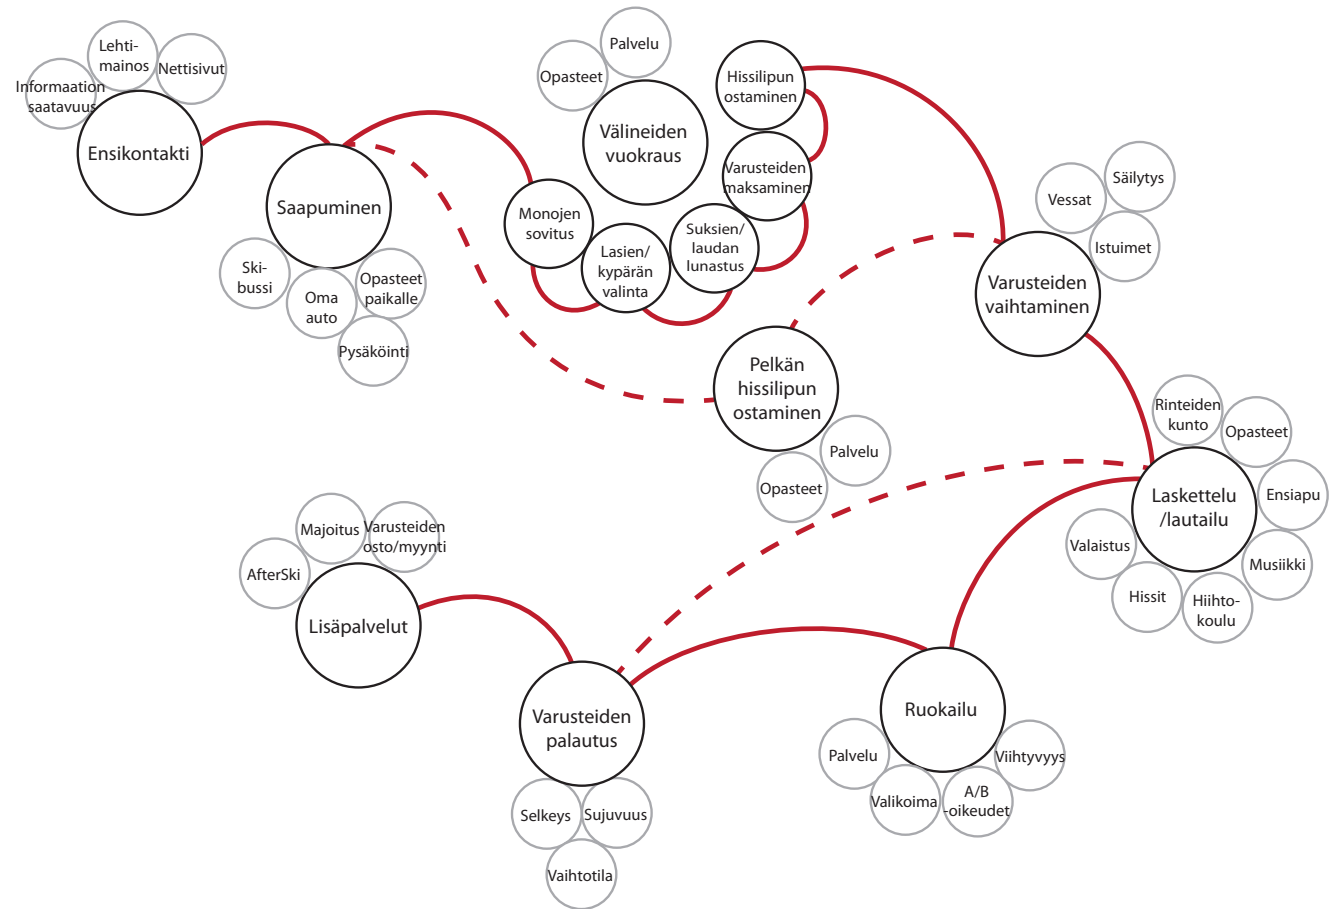 Lehti-
mainos
Nettisivut
Informaation
saatavuus
Ensikontakti
Saapuminen
Ski-
bussi
Oma
auto
Opasteet
paikalle
Pysäköinti
Palvelu
Opasteet
Välineiden
vuokraus
Monojen
sovitus
Lasien/
kypärän
valinta
Suksien/
laudan
lunastus
Varusteiden
maksaminen
Hissilipun
ostaminen
Pelkän
hissilipun
ostaminen
Palvelu
Opasteet
Säilytys
Vessat
Istuimet
Varusteiden
vaihtaminen
Rinteiden
kunto
Opasteet
Ensiapu
Laskettelu
/lautailu
Valaistus
Musiikki
Hissit
Hiihto-
koulu
Ruokailu
Palvelu
Viihtyvyys
Valikoima
A/B
-oikeudet
Varusteiden
palautus
Selkeys
Sujuvuus
Vaihtotila
Majoitus
Varusteiden
osto/myynti
AfterSki
Lisäpalvelut